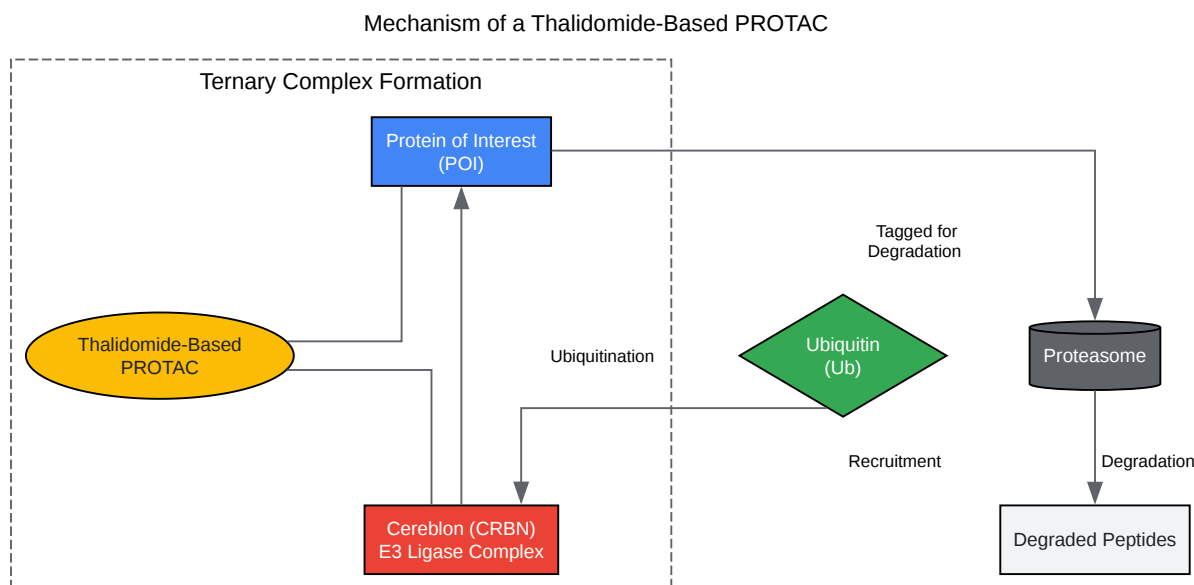 Mechanism of a Thalidomide-Based PROTAC
Ternary Complex Formation
Protein of Interest
(POI)
Tagged for
Degradation
Thalidomide-Based
PROTAC
Ubiquitination
Ubiquitin
(Ub)
Proteasome
Recruitment
Degradation
Cereblon (CRBN)
E3 Ligase Complex
Degraded Peptides